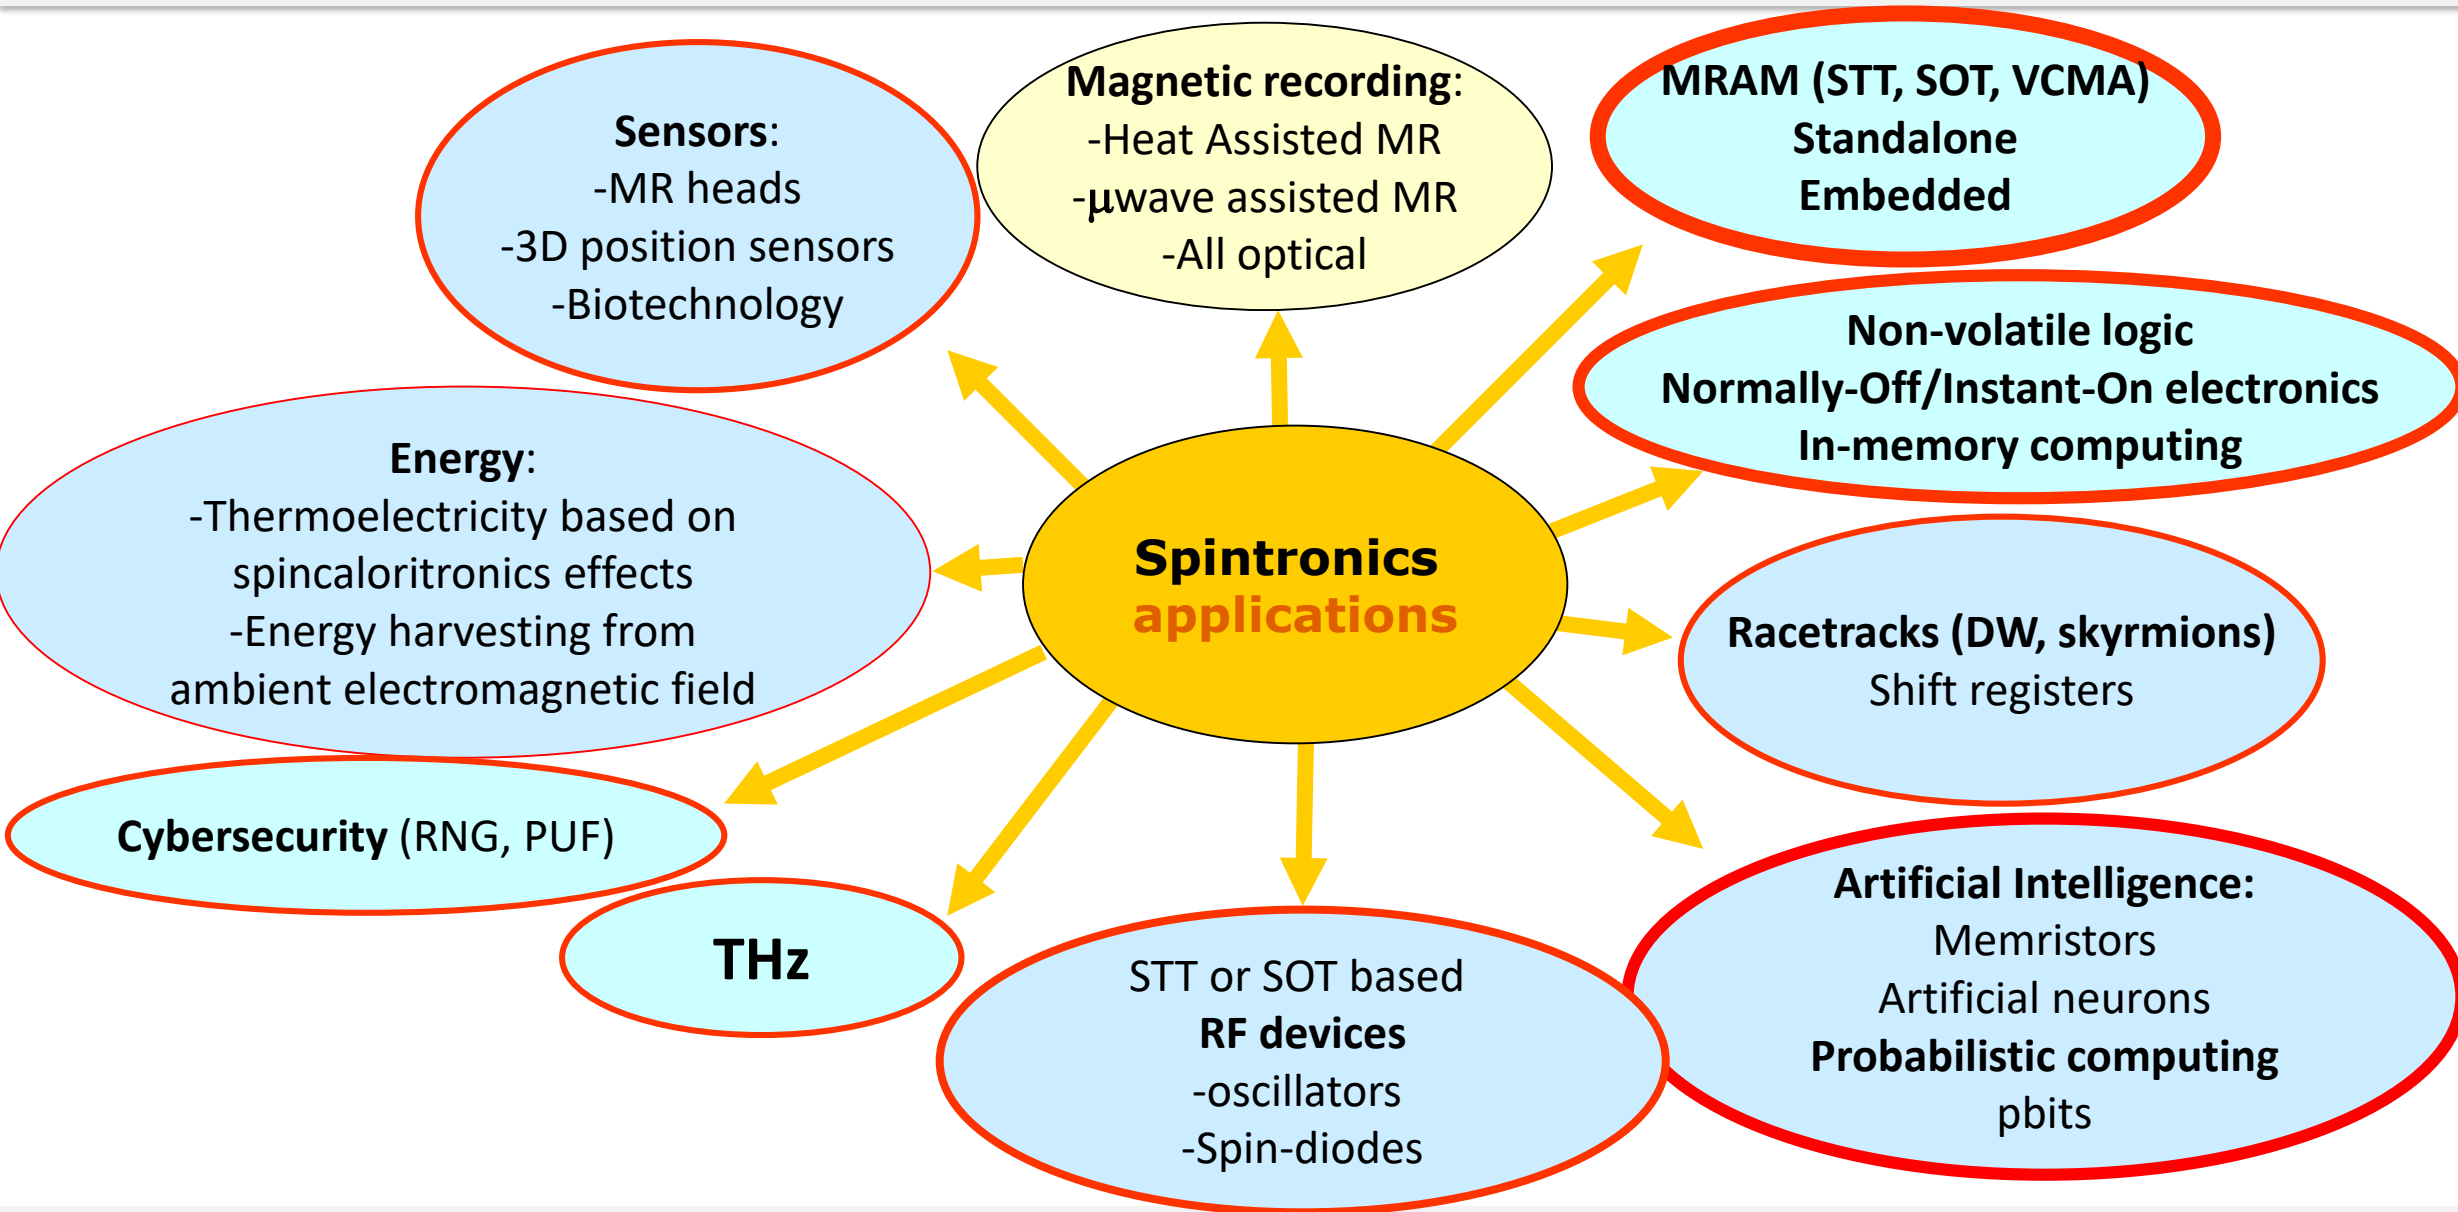 Sensors:
-MR heads
-3D position sensors
-Biotechnology
Magnetic recording:
-Heat Assisted MR
-μwave assisted MR
-All optical
MRAM (STT, SOT, VCMA)
Standalone
Embedded
Non-volatile logic
Normally-Off/Instant-On electronics
In-memory computing
Energy:
-Thermoelectricity based on
spincaloritronics effects
-Energy harvesting from
ambient electromagnetic field
Spintronics
applications
Racetracks (DW, skyrmions)
Shift registers
Cybersecurity (RNG, PUF)
THz
STT or SOT based
RF devices
-oscillators
-Spin-diodes
Artificial Intelligence:
Memristors
Artificial neurons
Probabilistic computing
pbits